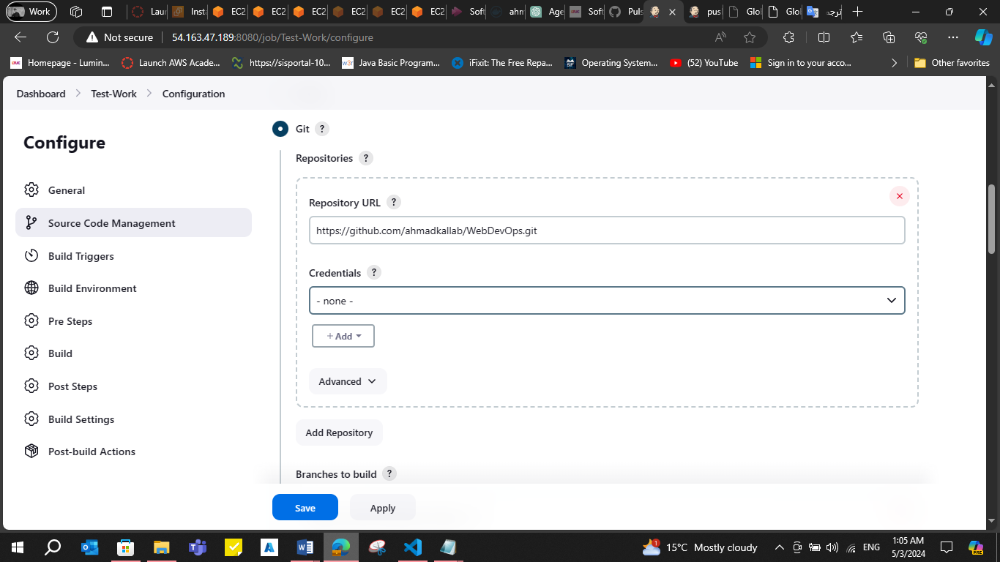 Work
Laun
Insta
EC2
EC2
EC2
EC2
EC2
EC2
Soft
ahm
Age
Soft
Puls
pus
Glo
Glo
ترجـ
Not secure
54.163.47.189:8080/job/Test-Work/configure
Homepage - Lumin...
Launch AWS Acade...
https://sisportal-10...
Java Basic Program...
iFixit: The Free Repa...
Operating System...
(52) YouTube
Sign in to your acco...
Other favorites
Dashboard > Test-Work > Configuration
Configure
General
Source Code Management
Build Triggers
Build Environment
Pre Steps
Build
Post Steps
Build Settings
Post-build Actions
Git ?
Repositories ?
Repository URL ?
https://github.com/ahmadkallab/WebDevOps.git
Credentials ?
- none -
+ Add
Advanced
Add Repository
Branches to build ?
Save
Apply
15°C Mostly cloudy
ENG
1:05 AM
5/3/2024